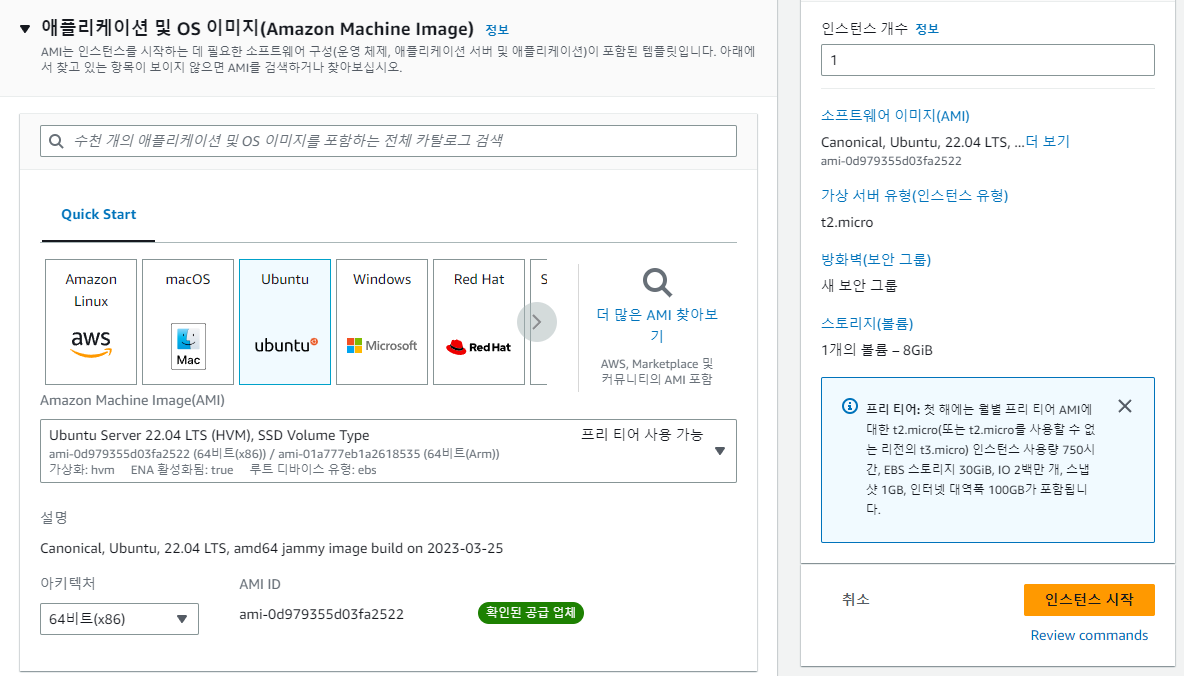 애플리케이션 및 OS 이미지(Amazon Machine Image) 정보
AMI는 인스턴스를 시작하는 데 필요한 소프트웨어 구성(운영 체제, 애플리케이션 서버 및 애플리케이션)이 포함된 템플릿입니다. 아래에
서 찾고 있는 항목이 보이지 않으면 AMI를 검색하거나 찾아보십시오.
수천 개의 애플리케이션 및 OS 이미지를 포함하는 전체 카탈로그 검색
Quick Start
Amazon
Linux
aws
macOS
Mac
Ubuntu
ubuntu
Windows
Microsoft
Red Hat
Red Hat
S
더 많은 AMI 찾아보
기
AWS, Marketplace 및
커뮤니티의 AMI 포함
Amazon Machine Image(AMI)
Ubuntu Server 22.04 LTS (HVM), SSD Volume Type 프리 티어 사용 가능
ami-0d979355d03fa2522 (64비트(x86)) / ami-01a777eb1a2618535 (64비트(Arm))
가상화: hvm ENA 활성화됨: true 루트 디바이스 유형: ebs
설명
Canonical, Ubuntu, 22.04 LTS, amd64 jammy image build on 2023-03-25
아키텍처 AMI ID
64비트(x86) ami-0d979355d03fa2522 확인된 공급 업체
인스턴스 개수 정보
1
소프트웨어 이미지(AMI)
Canonical, Ubuntu, 22.04 LTS, ...더 보기
ami-0d979355d03fa2522
가상 서버 유형(인스턴스 유형)
t2.micro
방화벽(보안 그룹)
새 보안 그룹
스토리지(볼륨)
1개의 볼륨 – 8GiB
프리 티어: 첫 해에는 월별 프리 티어 AMI에
대한 t2.micro(또는 t2.micro를 사용할 수 없
는 리전의 t3.micro) 인스턴스 사용량 750시
간, EBS 스토리지 30GiB, IO 2백만 개, 스냅
샷 1GB, 인터넷 대역폭 100GB가 포함됩니
다.
취소 인스턴스 시작
Review commands